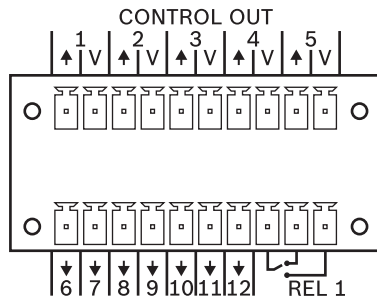 CONTROL OUT
1 2 3 4 5
V V V V V
6 7 8 9 10 11 12 REL 1